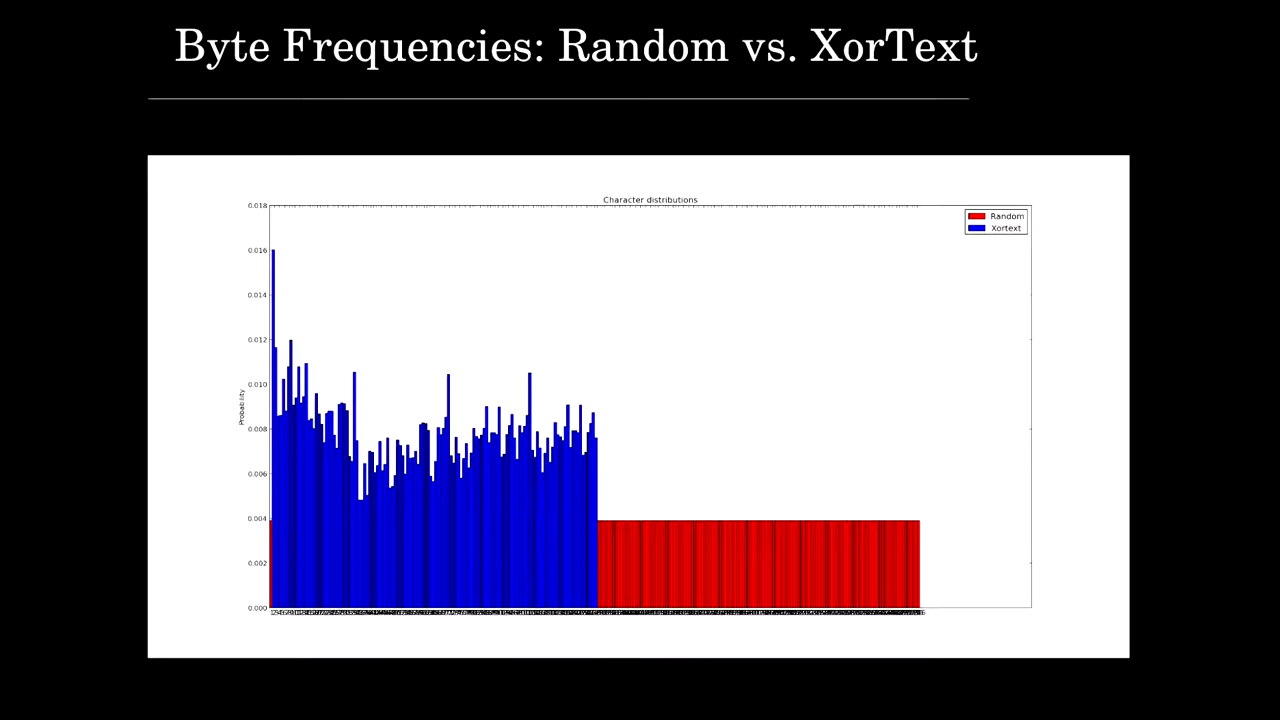 Byte Frequencies: Random vs. XorText
Character distributions
0.018
0.016
0.014
0.012
0.010
0.008
0.006
0.004
0.002
0.000
Probability
Random
Xortext